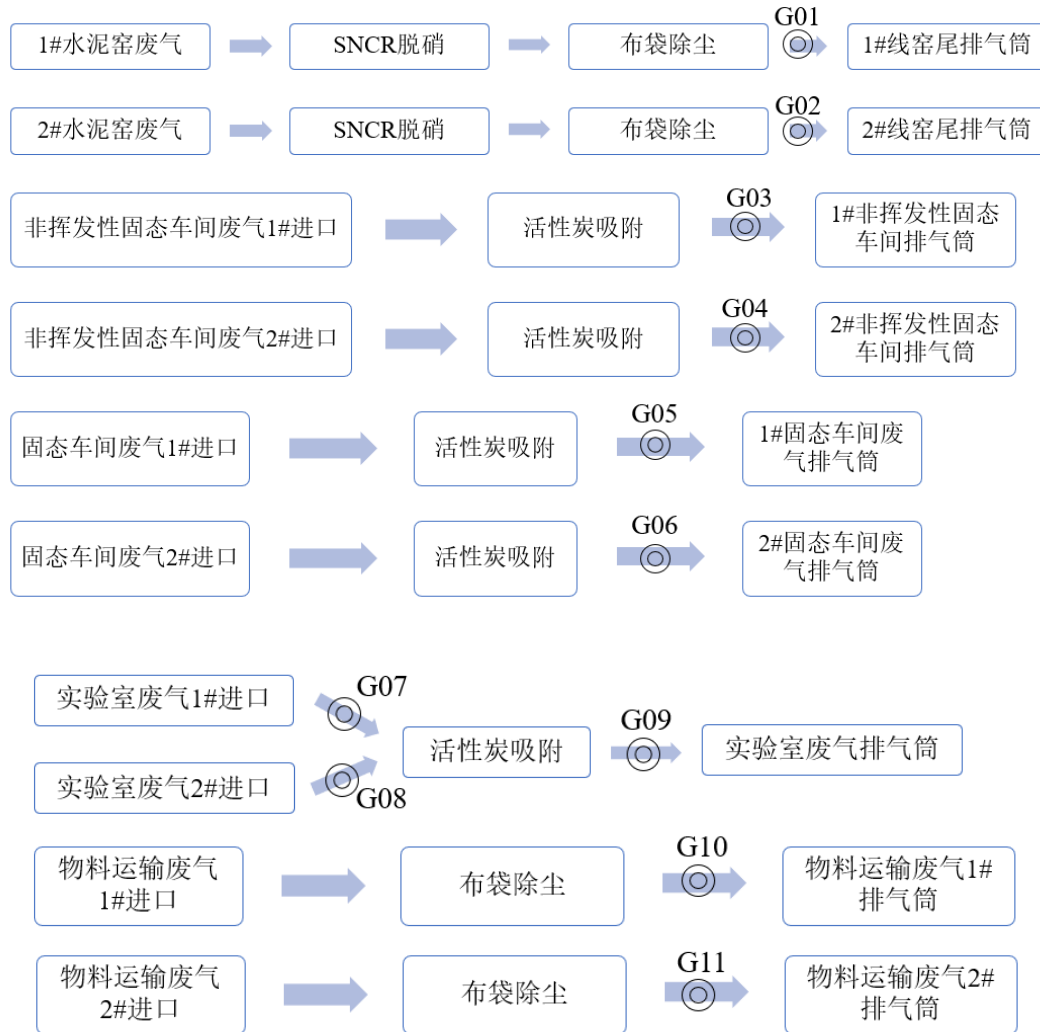 G01
1#水泥窑废气
SNCR脱硝
布袋除尘
1#线窑尾排气筒
G02
2#水泥窑废气
SNCR脱硝
布袋除尘
2#线窑尾排气筒
G03
非挥发性固态车间废气1#进口
活性炭吸附
1#非挥发性固态
车间排气筒
G04
非挥发性固态车间废气2#进口
活性炭吸附
2#非挥发性固态
车间排气筒
G05
固态车间废气1#进口
活性炭吸附
1#固态车间废
气排气筒
G06
固态车间废气2#进口
活性炭吸附
2#固态车间废
气排气筒
实验室废气1#进口
G07
实验室废气2#进口
G08
活性炭吸附
G09
实验室废气排气筒
物料运输废气
1#进口
布袋除尘
G10
物料运输废气1#
排气筒
物料运输废气
2#进口
布袋除尘
G11
物料运输废气2#
排气筒